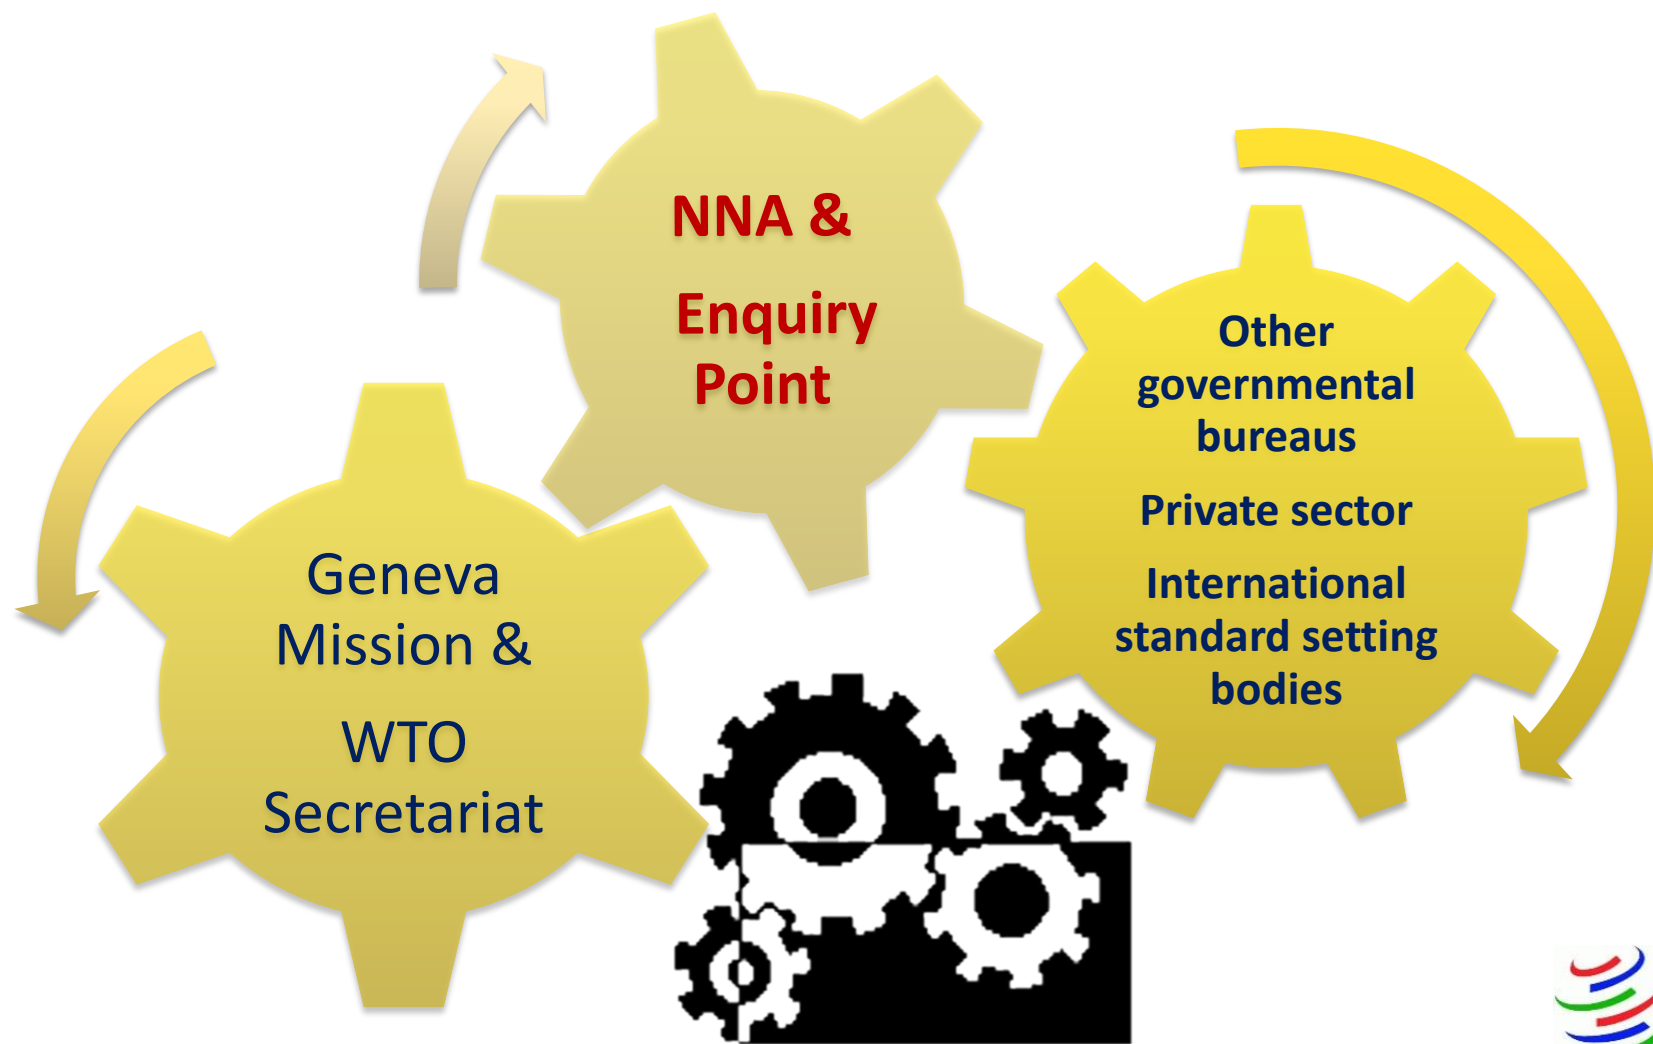 NNA &
Enquiry
Point
Other
governmental
bureaus
Private sector
International
standard setting
bodies
Geneva
Mission &
WTO
Secretariat